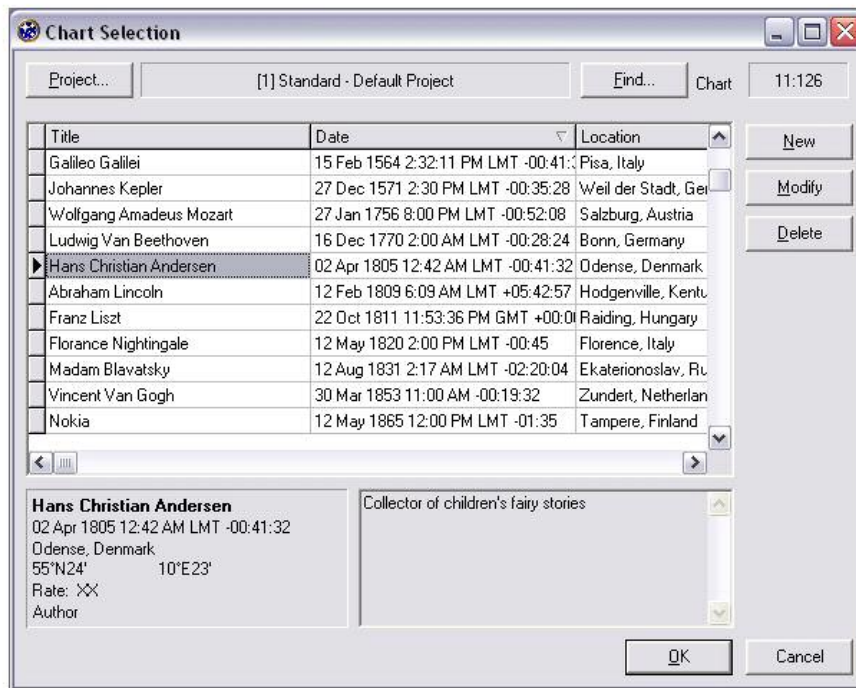 Chart Selection
Project... [1] Standard - Default Project Find... Chart 11:126
Title Date Location
Galileo Galilei 15 Feb 1564 2:32:11 PM LMT -00:41: Pisa, Italy
Johannes Kepler 27 Dec 1571 2:30 PM LMT -00:35:28 Weil der Stadt, Ger
Wolfgang Amadeus Mozart 27 Jan 1756 8:00 PM LMT -00:52:08 Salzburg, Austria
Ludwig Van Beethoven 16 Dec 1770 2:00 AM LMT -00:28:24 Bonn, Germany
Hans Christian Andersen 02 Apr 1805 12:42 AM LMT -00:41:32 Odense, Denmark
Abraham Lincoln 12 Feb 1809 6:09 AM LMT +05:42:57 Hodgenville, Kentu
Franz Liszt 22 Oct 1811 11:53:36 PM GMT +00:0 Raiding, Hungary
Florance Nightingale 12 May 1820 2:00 PM LMT -00:45 Florence, Italy
Madam Blavatsky 12 Aug 1831 2:17 AM LMT -02:20:04 Ekaterionoslav, Ru
Vincent Van Gogh 30 Mar 1853 11:00 AM -00:19:32 Zundert, Netherlan
Nokia 12 May 1865 12:00 PM LMT -01:35 Tampere, Finland
New
Modify
Delete
Hans Christian Andersen
02 Apr 1805 12:42 AM LMT -00:41:32
Odense, Denmark
55°N24' 10°E23'
Rate: XX
Author
Collector of children's fairy stories
OK Cancel